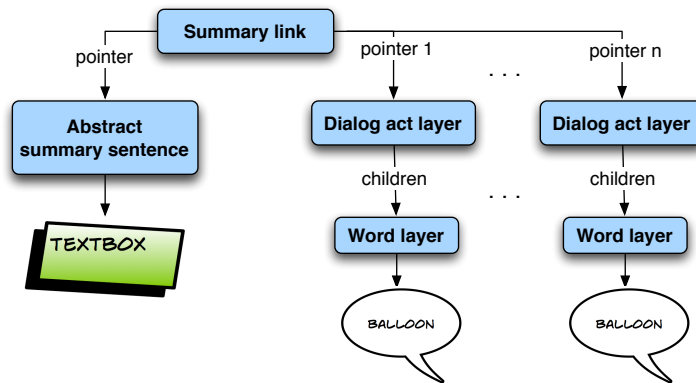 Summary link
pointer
pointer 1
pointer n
. . .
Abstract
summary sentence
Dialog act layer
Dialog act layer
children
children
. . .
TEXTBOX
Word layer
Word layer
BALLOON
BALLOON